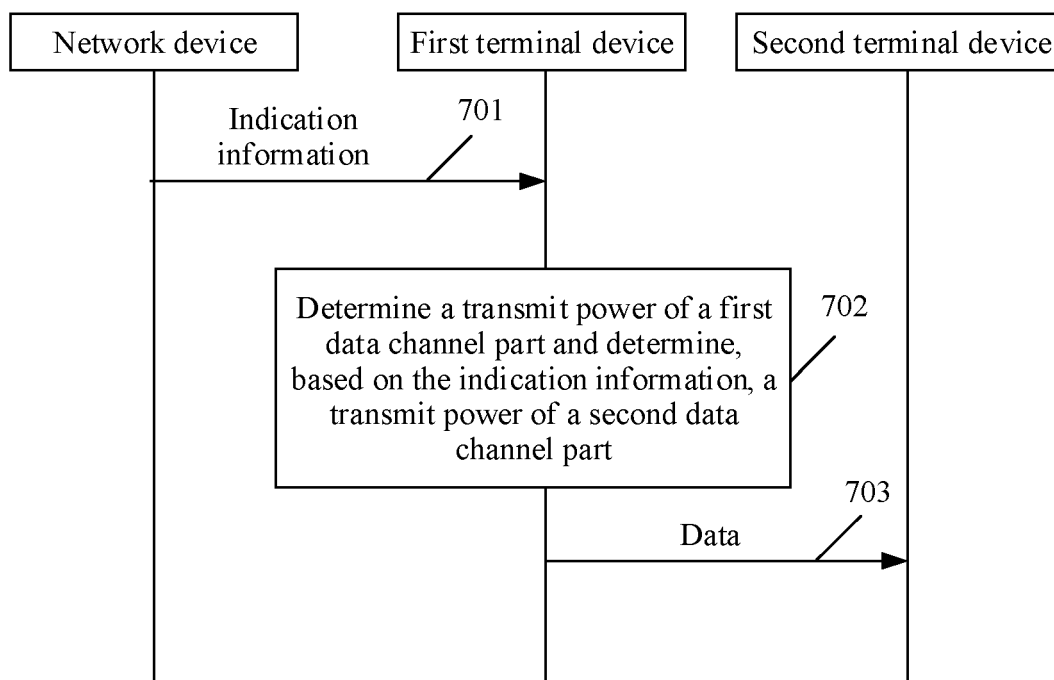 Network device
First terminal device
Second terminal device
701
Indication
information
Determine a transmit power of a first
data channel part and determine,
based on the indication information, a
transmit power of a second data
channel part
702
703
Data